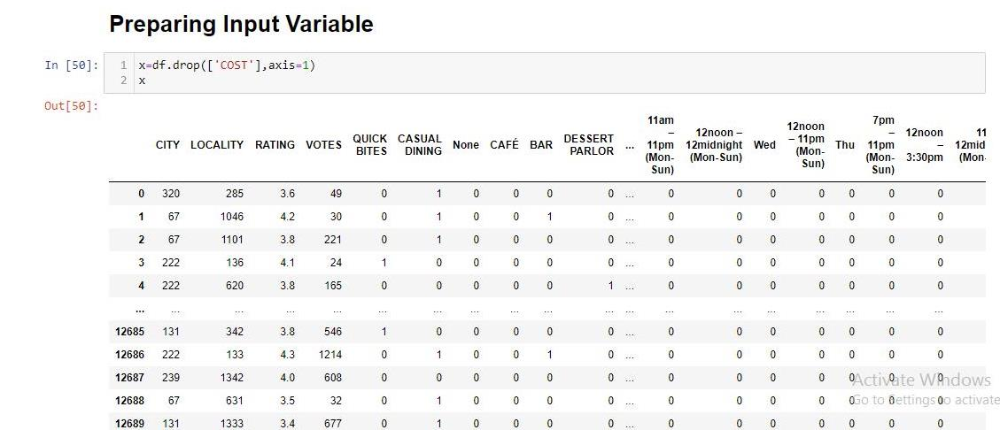 Preparing Input Variable
In [50]:
1 x=df.drop(['COST'],axis=1)
2 x
Out[50]:
CITY LOCALITY RATING VOTES QUICK BITES CASUAL DINING None CAFÉ BAR DESSERT PARLOR ... 11am – 11pm (Mon-Sun) 12noon – 12midnight (Mon-Sun) Wed 12noon – 11pm (Mon-Sun) Thu 7pm – 11pm (Mon-Sun) 12noon – 3:30pm 11 12mid (Mon-
0 320 285 3.6 49 0 1 0 0 0 0 ... 0 0 0 0 0 0 0
1 67 1046 4.2 30 0 1 0 0 1 0 ... 0 0 0 0 0 0 0
2 67 1101 3.8 221 0 1 0 0 0 0 ... 0 0 0 0 0 0 0
3 222 136 4.1 24 1 0 0 0 0 0 ... 0 0 0 0 0 0 0
4 222 620 3.8 165 0 0 0 0 0 1 ... 0 0 0 0 0 0 0
... ... ... ... ... ... ... ... ... ... ... ... ... ... ... ... ... ... ...
12685 131 342 3.8 546 1 0 0 0 0 0 ... 0 0 0 0 0 0 0
12686 222 133 4.3 1214 0 1 0 0 1 0 ... 0 0 0 0 0 0 0
12687 239 1342 4.0 608 0 0 0 0 0 0 ... 0 0 0 0 0 0 0
12688 67 631 3.5 32 0 1 0 0 0 0 ... 0 0 0 0 0 0 0
12689 131 1333 3.4 677 0 1 0 0 0 0 ... 0 0 0 0 0 0 0
Activate Windows
Go to Settings to activate